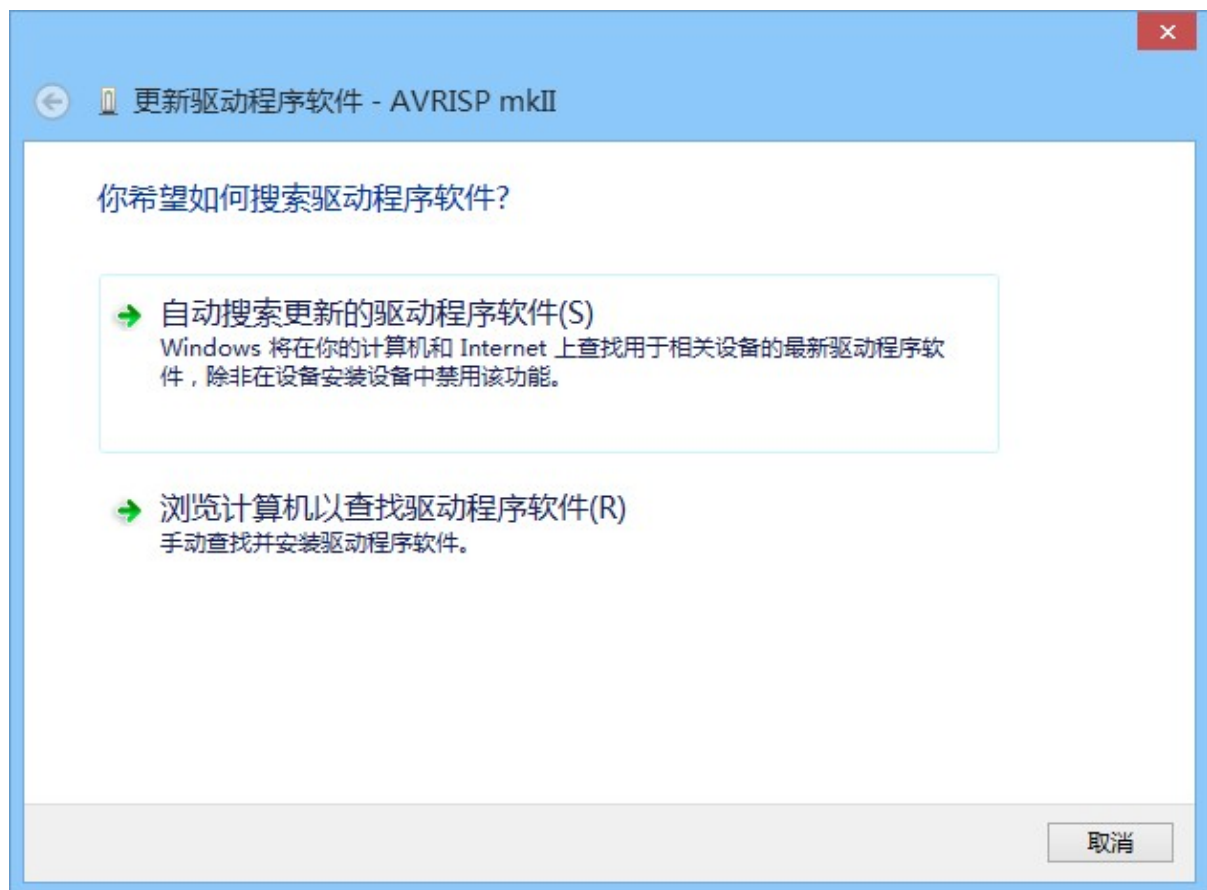 更新驱动程序软件 - AVRISP mkII
你希望如何搜索驱动程序软件?
自动搜索更新的驱动程序软件(S)
Windows 将在你的计算机和 Internet 上查找用于相关设备的最新驱动程序软
件，除非在设备安装设备中禁用该功能。
浏览计算机以查找驱动程序软件(R)
手动查找并安装驱动程序软件。
取消